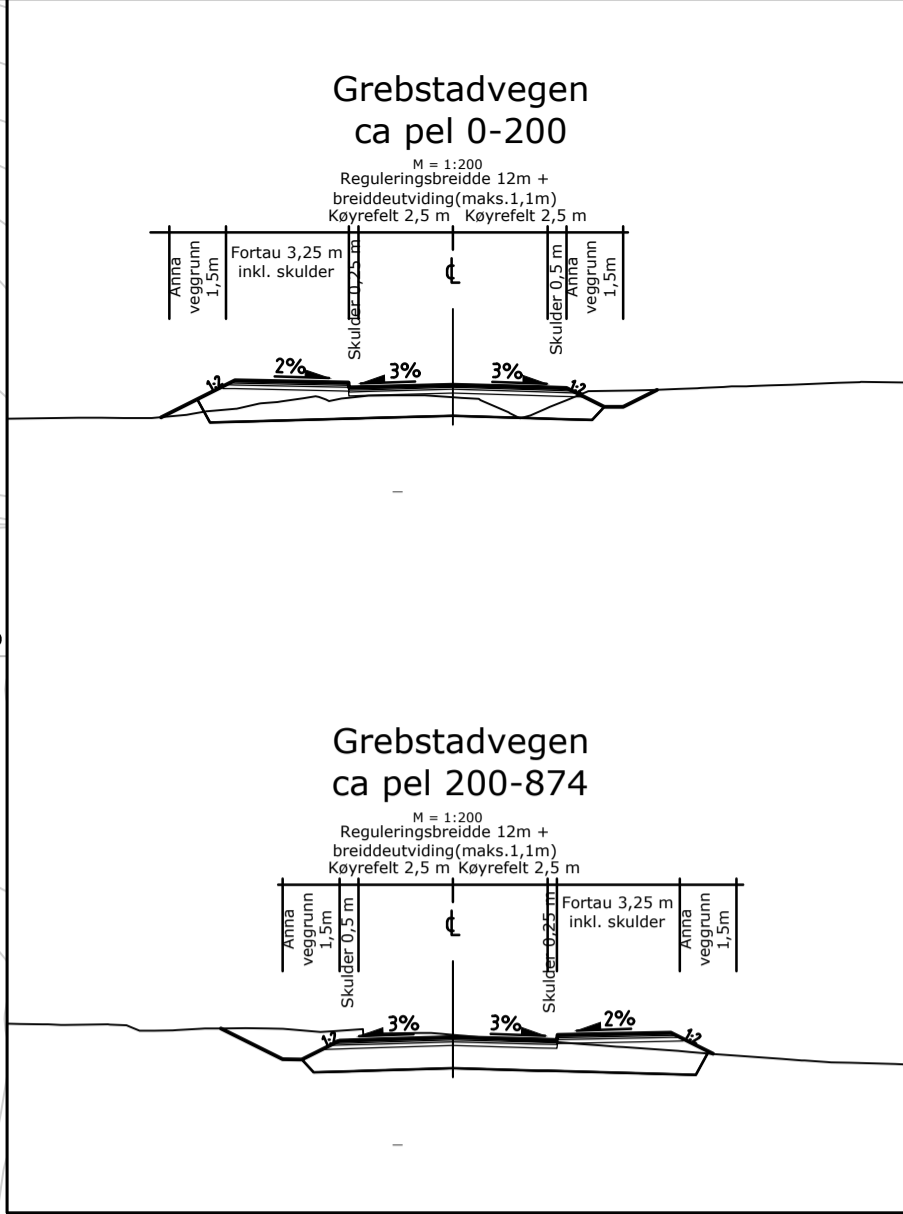 Grebstadvegen
ca pel 0-200
M = 1:200
Reguleringsbreidde 12m +
breiddeutviding(maks.1,1m)
Køyrefelt 2,5 m Køyrefelt 2,5 m
Anna
veggrunn
1,5m
Fortau 3,25 m
inkl. skulder
Skulder 0,25 m
Skulder 0,5 m
Anna
veggrunn
1,5m
1:2
2%
3%
3%
1:2
Grebstadvegen
ca pel 200-874
M = 1:200
Reguleringsbreidde 12m +
breiddeutviding(maks.1,1m)
Køyrefelt 2,5 m Køyrefelt 2,5 m
Anna
veggrunn
1,5m
Skulder 0,5 m
Skulder 0,25 m
Fortau 3,25 m
inkl. skulder
Anna
veggrunn
1,5m
1:2
3%
3%
2%
1:2